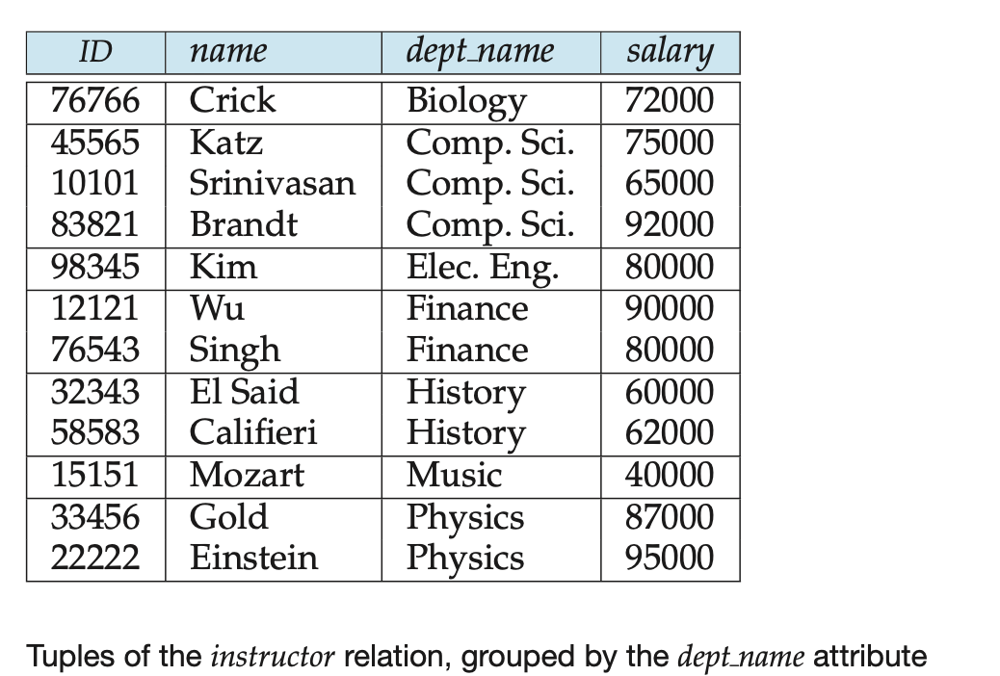 ID name dept_name salary
76766 Crick Biology 72000
45565 Katz Comp. Sci. 75000
10101 Srinivasan Comp. Sci. 65000
83821 Brandt Comp. Sci. 92000
98345 Kim Elec. Eng. 80000
12121 Wu Finance 90000
76543 Singh Finance 80000
32343 El Said History 60000
58583 Califieri History 62000
15151 Mozart Music 40000
33456 Gold Physics 87000
22222 Einstein Physics 95000
Tuples of the instructor relation, grouped by the dept_name attribute